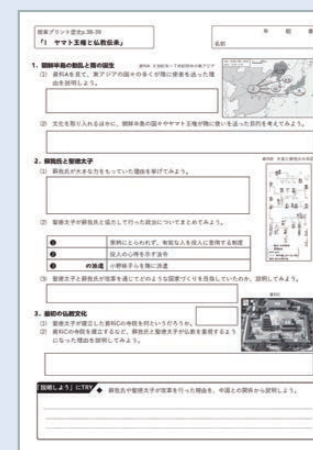 授業プリント歴史p.38-39
「1 ヤマト王権と仏教伝来」
年 組 番
名前
1. 朝鮮半島の動乱と隋の誕生
(1) 資料Aを見て、東アジアの国々の多くが隋に使者を送った理
由を説明しよう。
(2) 文化を取り入れるほかに、朝鮮半島の国々やヤマト王権が隋に使いを送った目的を考えてみよう。
2. 蘇我氏と聖徳太子
(1) 蘇我氏が大きな力をもっていた理由を挙げてみよう。
(2) 聖徳太子が蘇我氏と協力して行った政治についてまとめてみよう。
❶ 家柄にとらわれず、有能な人を役人に登用する制度
❷ 役人の心得を示す法令
❸ の派遣 小野妹子らを隋に派遣
(3) 聖徳太子と蘇我氏が改革を通じてどのような国家づくりを目指していたのか、説明してみよう。
3. 最初の仏教文化
資料C
(1) 聖徳太子が建立した資料Cの寺院を何というだろうか。
(2) 資料Cの寺院を建立するなど、蘇我氏と聖徳太子が仏教を重視するよう
になった理由を説明してみよう。
「説明しよう」にTRY ◆ 蘇我氏や聖徳太子が改革を行った理由を、中国との関係から説明しよう。